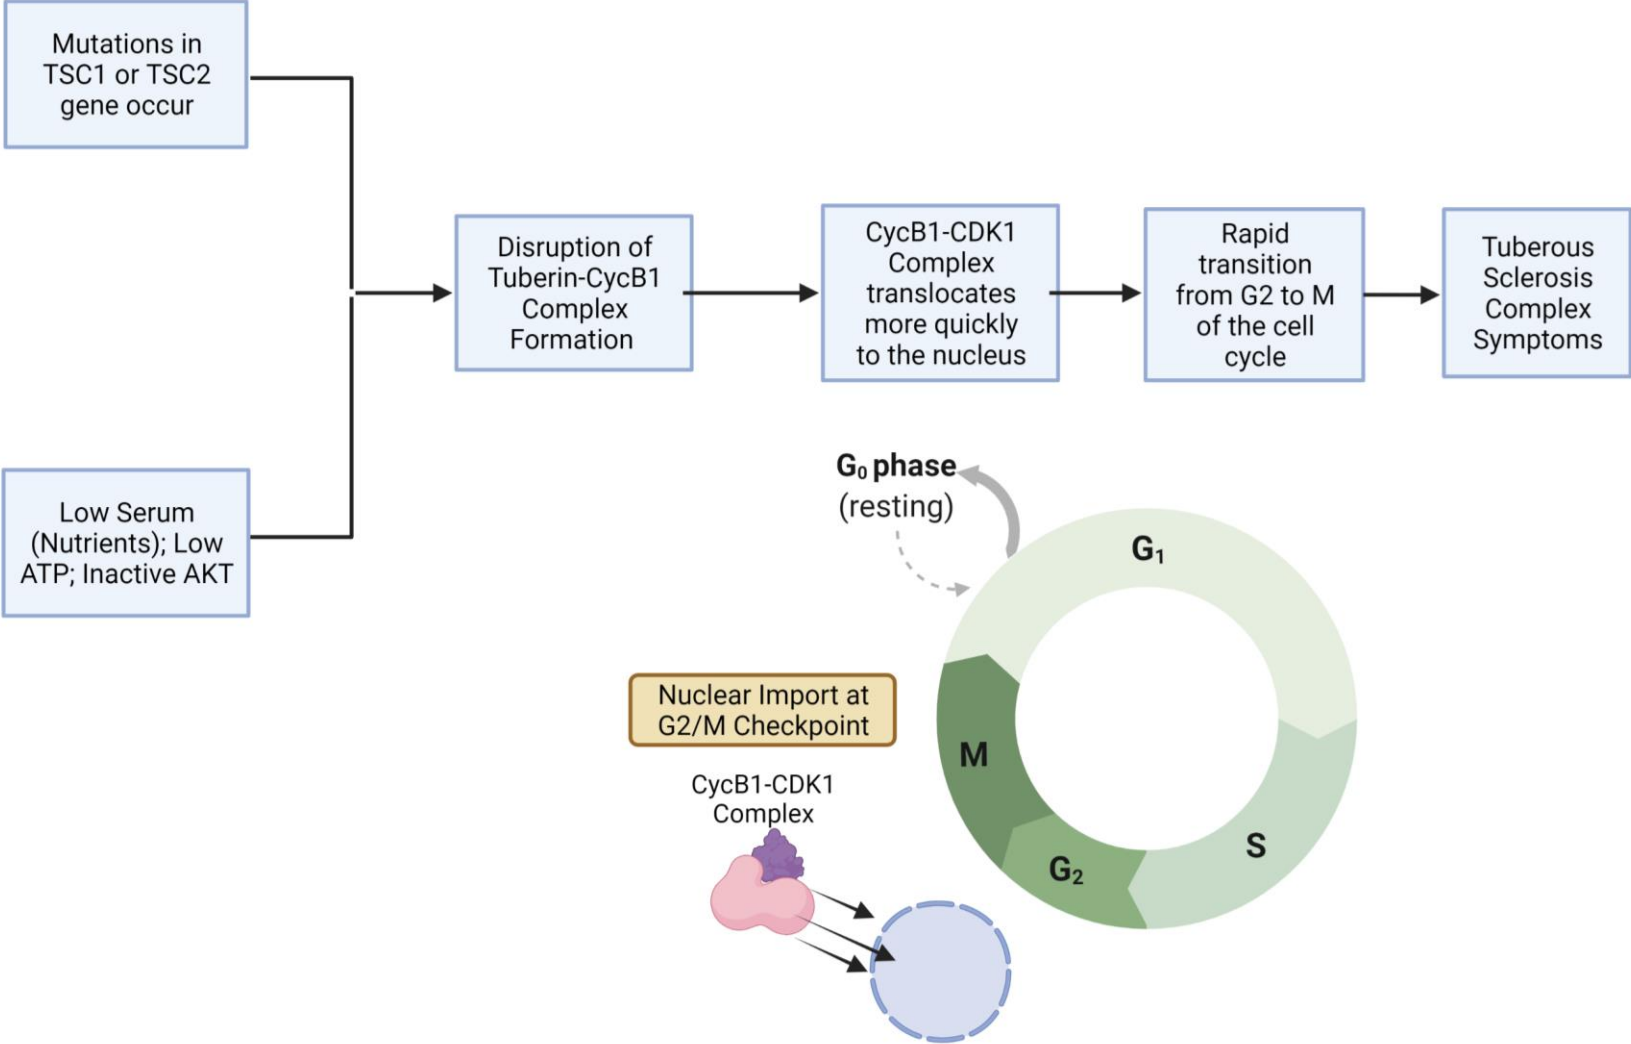 Mutations in
TSC1 or TSC2
gene occur
Low Serum
(Nutrients); Low
ATP; Inactive AKT
Disruption of
Tuberin-CycB1
Complex
Formation
CycB1-CDK1
Complex
translocates
more quickly
to the nucleus
Rapid
transition
from G2 to M
of the cell
cycle
Tuberous
Sclerosis
Complex
Symptoms
G₀ phase
(resting)
G₁
S
G₂
M
Nuclear Import at
G2/M Checkpoint
CycB1-CDK1
Complex